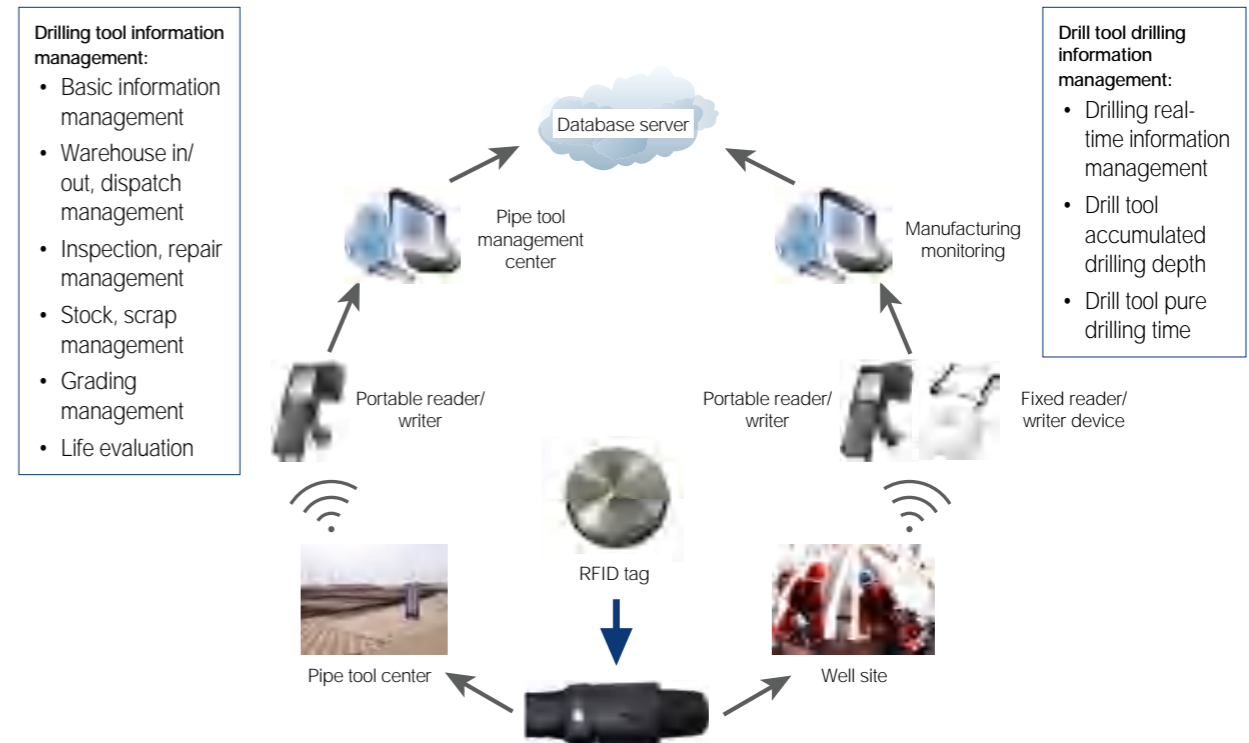 Drilling tool information
management:
• Basic information
management
• Warehouse in/
out, dispatch
management
• Inspection, repair
management
• Stock, scrap
management
• Grading
management
• Life evaluation
Database server
Pipe tool
management
center
Manufacturing
monitoring
Portable reader/
writer
Portable reader/
writer
Fixed reader/
writer device
RFID tag
Pipe tool center
Well site
Drill tool drilling
information
management:
• Drilling real-
time information
management
• Drill tool
accumulated
drilling depth
• Drill tool pure
drilling time